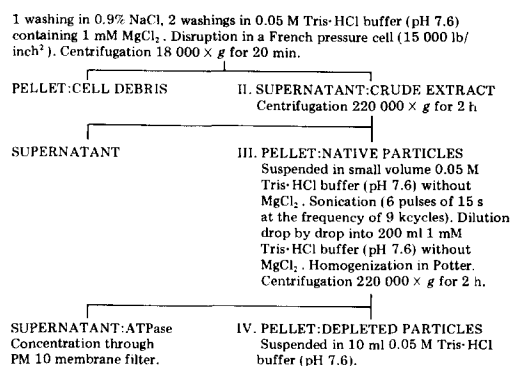 1 washing in 0.9% NaCl, 2 washings in 0.05 M Tris·HCl buffer (pH 7.6)
containing 1 mM MgCl₂. Disruption in a French pressure cell (15 000 lb/
inch²). Centrifugation 18 000 × g for 20 min.
PELLET:CELL DEBRIS
II. SUPERNATANT:CRUDE EXTRACT
Centrifugation 220 000 × g for 2 h
SUPERNATANT
III. PELLET:NATIVE PARTICLES
Suspended in small volume 0.05 M
Tris·HCl buffer (pH 7.6) without
MgCl₂. Sonication (6 pulses of 15 s
at the frequency of 9 kcycles). Dilution
drop by drop into 200 ml 1 mM
Tris·HCl buffer (pH 7.6) without
MgCl₂. Homogenization in Potter.
Centrifugation 220 000 × g for 2 h.
SUPERNATANT:ATPase
Concentration through
PM 10 membrane filter.
IV. PELLET:DEPLETED PARTICLES
Suspended in 10 ml 0.05 M Tris·HCl
buffer (pH 7.6).